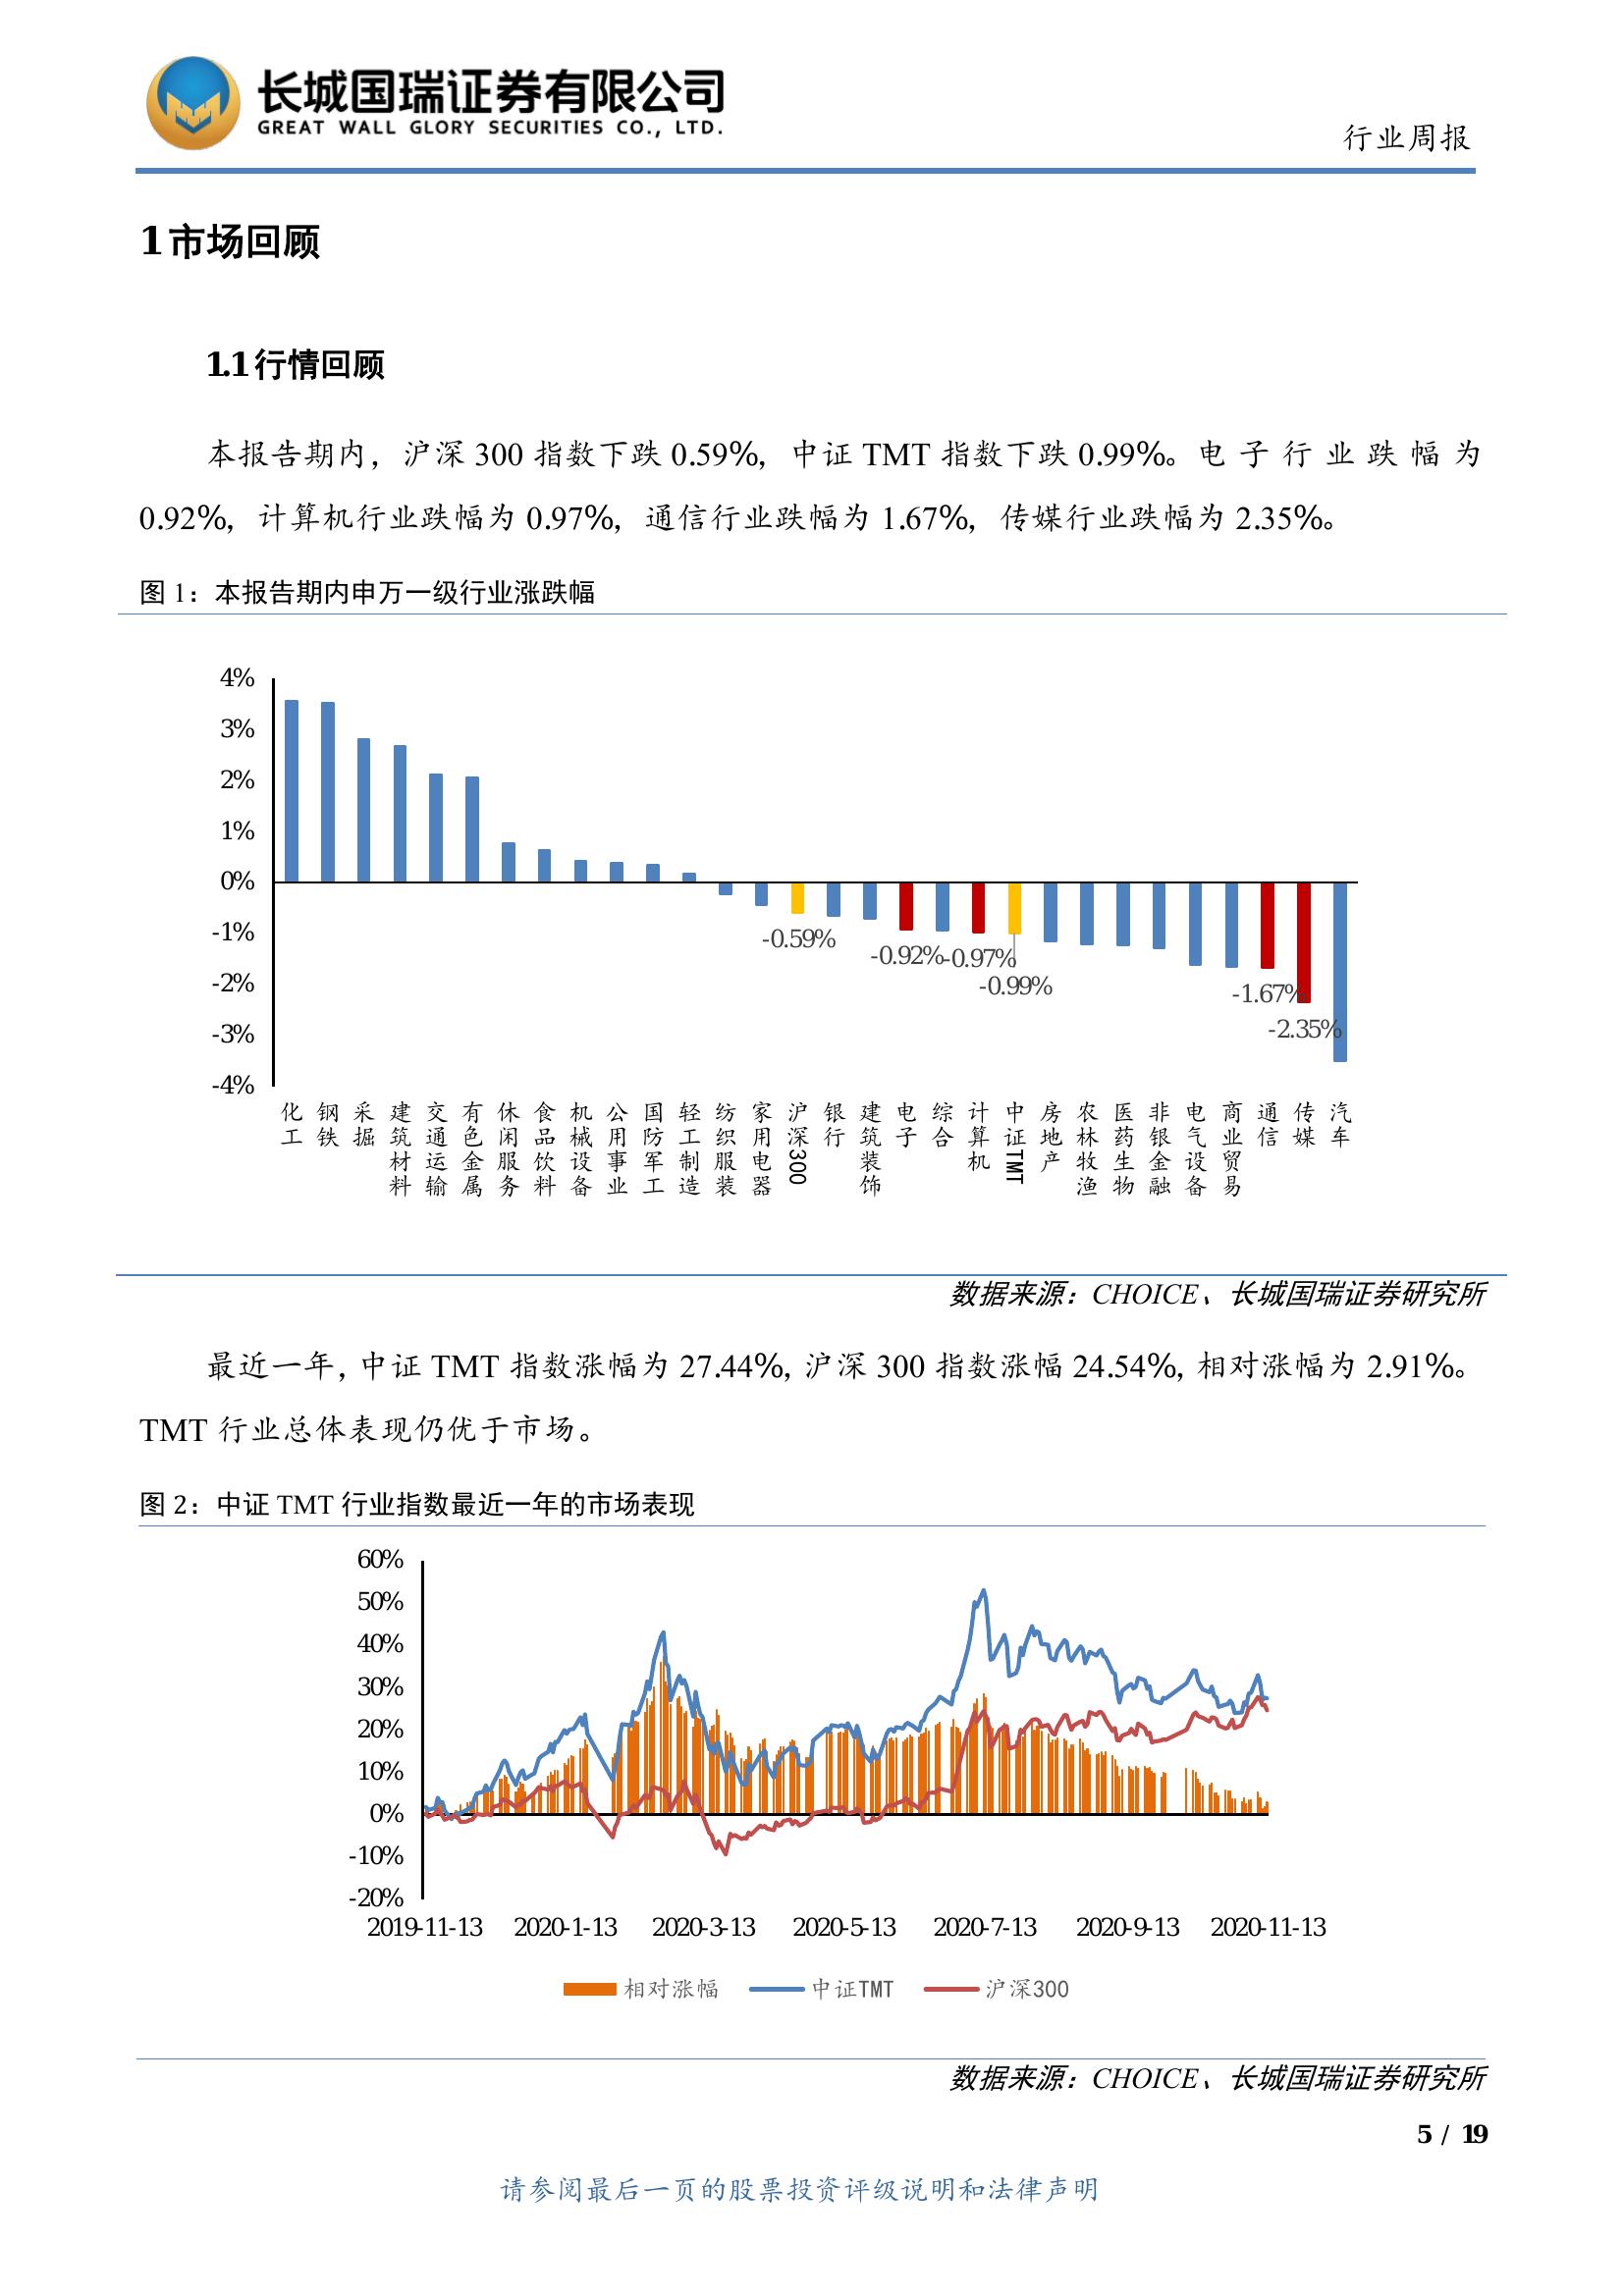 长城国瑞证券有限公司
GREAT WALL GLORY SECURITIES CO., LTD.
行业周报
1 市场回顾
1.1 行情回顾
本报告期内，沪深 300 指数下跌 0.59%，中证 TMT 指数下跌 0.99%。电子行业跌幅为
0.92%，计算机行业跌幅为 0.97%，通信行业跌幅为 1.67%，传媒行业跌幅为 2.35%。
图 1：本报告期内申万一级行业涨跌幅
4%
3%
2%
1%
0%
-1%
-2%
-3%
-4%
-0.59%
-0.92%
-0.97%
-0.99%
-1.67%
-2.35%
化工
钢铁
采掘
建筑材料
交通运输
有色金属
休闲服务
食品饮料
机械设备
公用事业
国防军工
轻工制造
纺织服装
家用电器
沪深300
银行
建筑装饰
电子
综合
计算机
中证TMT
房地产
农林牧渔
医药生物
非银金融
电气设备
商业贸易
通信
传媒
汽车
数据来源：CHOICE、长城国瑞证券研究所
最近一年，中证 TMT 指数涨幅为 27.44%，沪深 300 指数涨幅 24.54%，相对涨幅为 2.91%。
TMT 行业总体表现仍优于市场。
图 2：中证 TMT 行业指数最近一年的市场表现
60%
50%
40%
30%
20%
10%
0%
-10%
-20%
2019-11-13 2020-1-13 2020-3-13 2020-5-13 2020-7-13 2020-9-13 2020-11-13
相对涨幅 中证TMT 沪深300
数据来源：CHOICE、长城国瑞证券研究所
5 / 19
请参阅最后一页的股票投资评级说明和法律声明